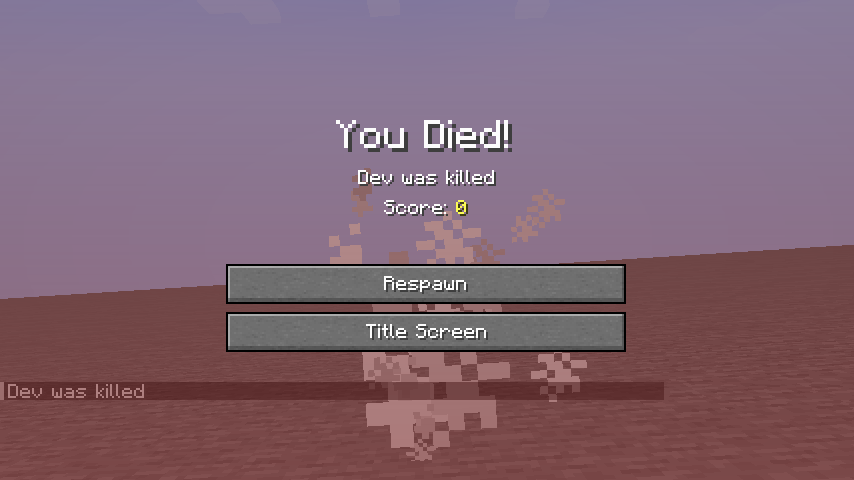 You Died!
Dev was killed
Score: 0
Respawn
Title Screen
Dev was killed